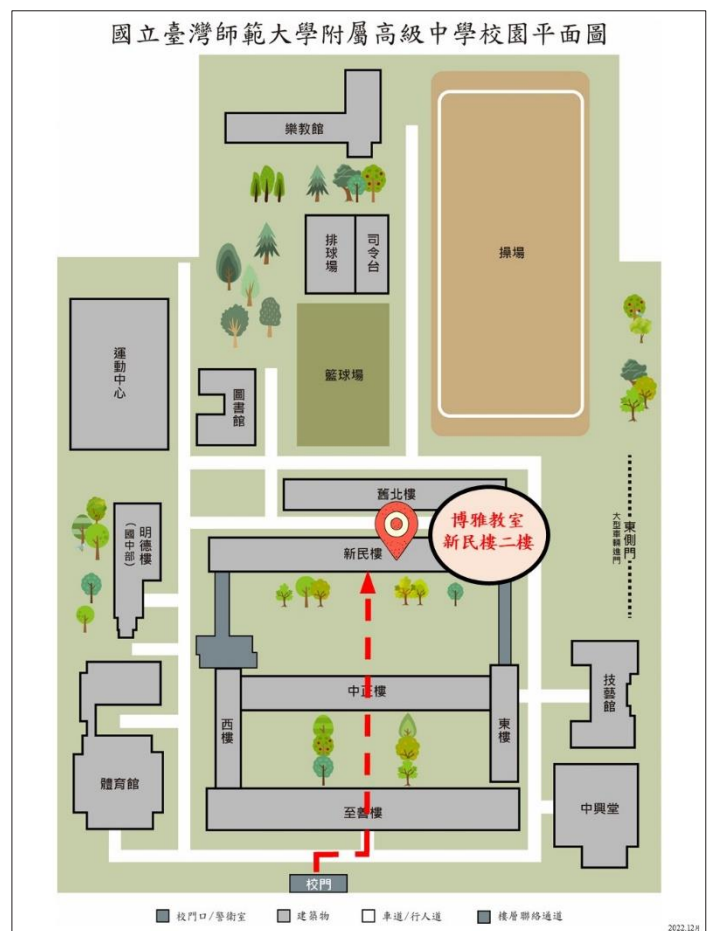 國立臺灣師範大學附屬高級中學校園平面圖
樂教館
排球場
司令台
操場
運動中心
圖書館
籃球場
舊北樓
博雅教室
新民樓二樓
新民樓
明德樓
(國中部)
東側門
大型車輛進門
中正樓
西樓
東樓
技藝館
體育館
至善樓
中興堂
校門
校門口/警衛室
建築物
車道/行人道
樓層聯絡通道
2022.12月